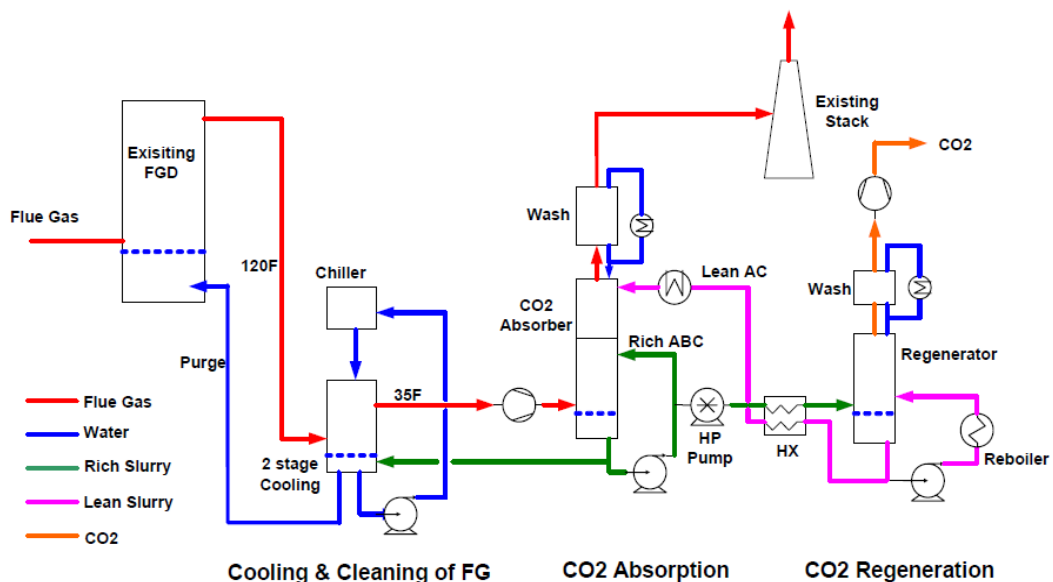 Existing
Stack
CO2
Exisiting
FGD
Flue Gas
Wash
120F
Chiller
Lean AC
Wash
CO2
Absorber
Rich ABC
Regenerator
Purge
35F
Flue Gas
Water
Rich Slurry
Lean Slurry
CO2
2 stage
Cooling
HP
Pump
HX
Reboiler
Cooling & Cleaning of FG
CO2 Absorption
CO2 Regeneration